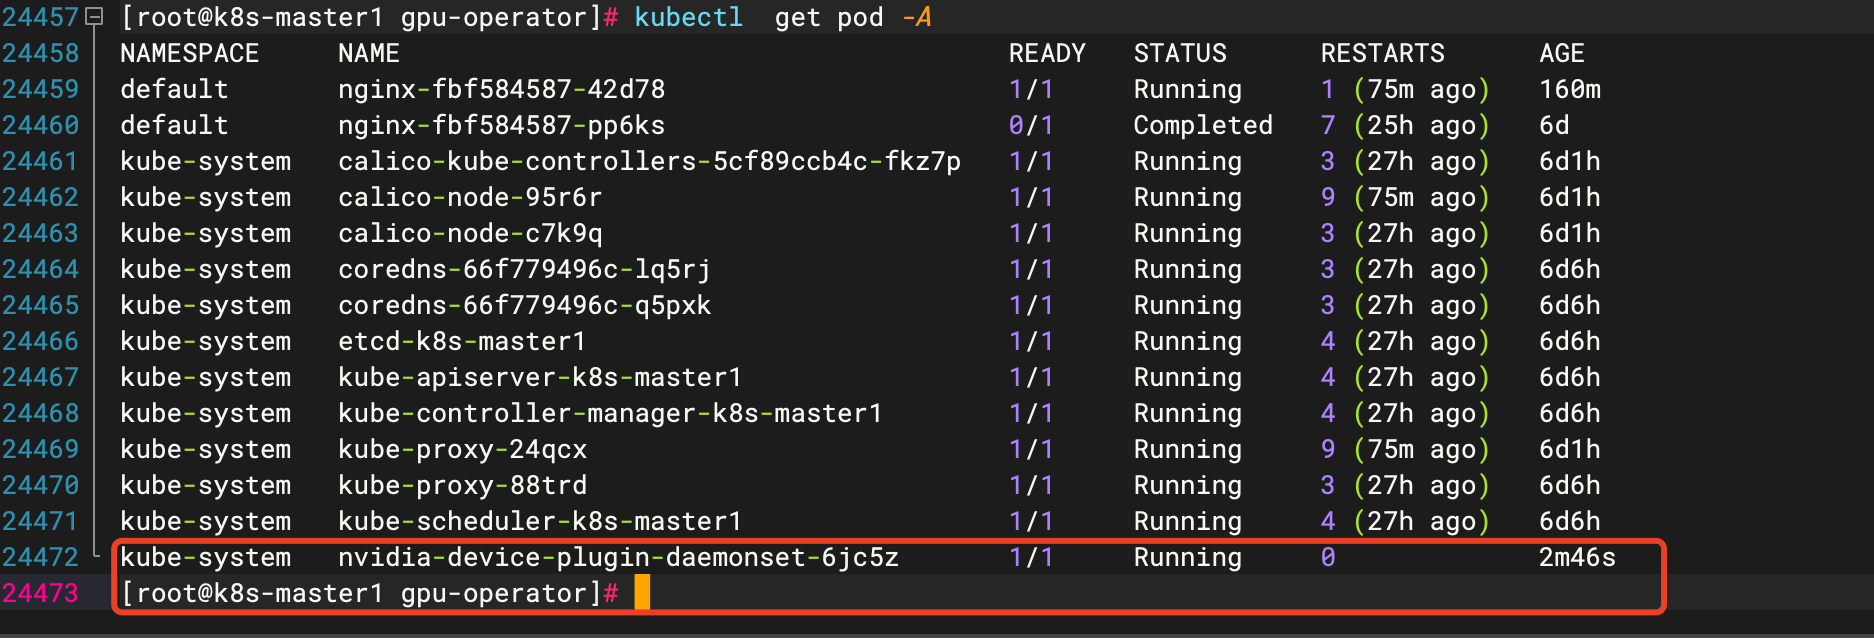 24457 [root@k8s-master1 gpu-operator]# kubectl  get pod -A
24458 NAMESPACE     NAME                                       READY   STATUS      RESTARTS      AGE
24459 default       nginx-fbf584587-42d78                      1/1     Running     1 (75m ago)   160m
24460 default       nginx-fbf584587-pp6ks                      0/1     Completed   7 (25h ago)   6d
24461 kube-system   calico-kube-controllers-5cf89ccb4c-fkz7p   1/1     Running     3 (27h ago)   6d1h
24462 kube-system   calico-node-95r6r                          1/1     Running     9 (75m ago)   6d1h
24463 kube-system   calico-node-c7k9q                          1/1     Running     3 (27h ago)   6d1h
24464 kube-system   coredns-66f779496c-lq5rj                   1/1     Running     3 (27h ago)   6d6h
24465 kube-system   coredns-66f779496c-q5pxk                   1/1     Running     3 (27h ago)   6d6h
24466 kube-system   etcd-k8s-master1                           1/1     Running     4 (27h ago)   6d6h
24467 kube-system   kube-apiserver-k8s-master1                 1/1     Running     4 (27h ago)   6d6h
24468 kube-system   kube-controller-manager-k8s-master1        1/1     Running     4 (27h ago)   6d6h
24469 kube-system   kube-proxy-24qcx                           1/1     Running     9 (75m ago)   6d1h
24470 kube-system   kube-proxy-88trd                           1/1     Running     3 (27h ago)   6d6h
24471 kube-system   kube-scheduler-k8s-master1                 1/1     Running     4 (27h ago)   6d6h
24472 kube-system   nvidia-device-plugin-daemonset-6jc5z       1/1     Running     0             2m46s
24473 [root@k8s-master1 gpu-operator]#